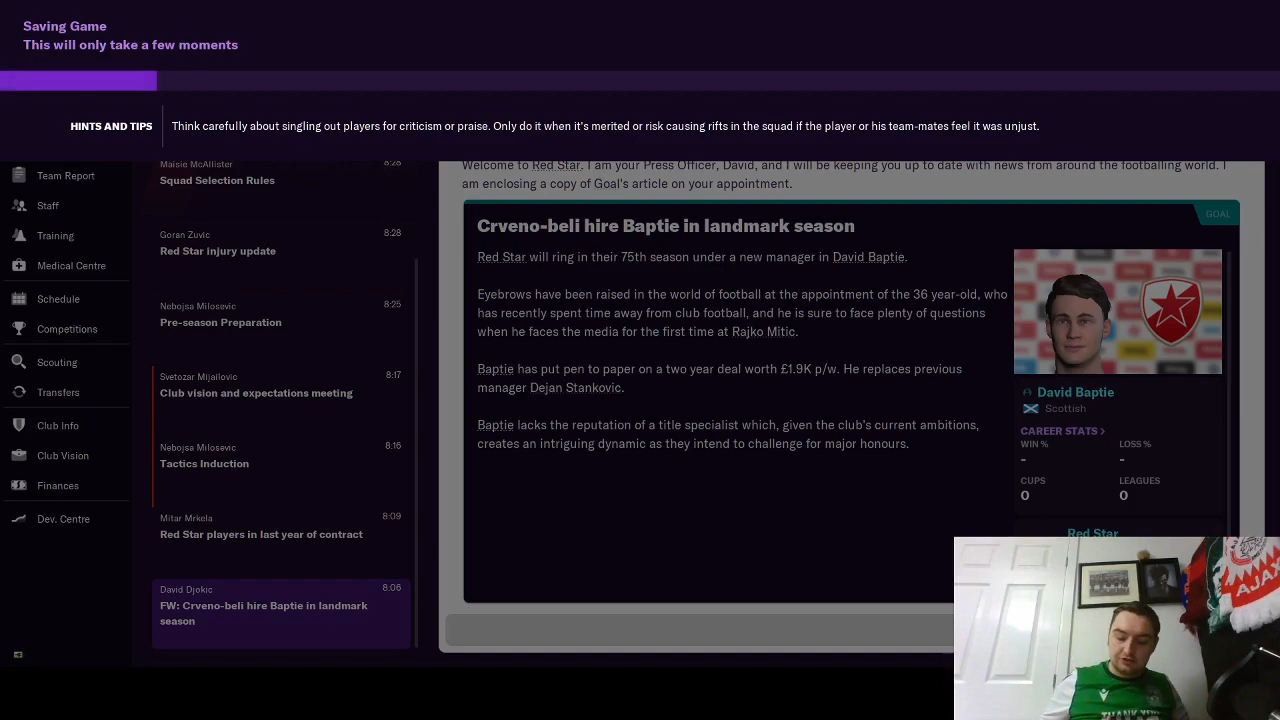 Saving Game
This will only take a few moments
HINTS AND TIPS
Think carefully about singling out players for criticism or praise. Only do it when it's merited or risk causing rifts in the squad if the player or his team-mates feel it was unjust.
Team Report
Staff
Training
Medical Centre
Schedule
Competitions
Scouting
Transfers
Club Info
Club Vision
Finances
Dev. Centre
Maisie McAllister 8:28
Squad Selection Rules
Goran Zuvic 8:28
Red Star injury update
Nebojsa Milosevic 8:25
Pre-season Preparation
Svetozar Mijailovic 8:17
Club vision and expectations meeting
Nebojsa Milosevic 8:16
Tactics Induction
Mitar Mrkela 8:09
Red Star players in last year of contract
David Djokic 8:06
FW: Crveno-beli hire Baptie in landmark
season
Welcome to Red Star. I am your Press Officer, David, and I will be keeping you up to date with news from around the footballing world. I
am enclosing a copy of Goal's article on your appointment.
Crveno-beli hire Baptie in landmark season
GOAL
Red Star will ring in their 75th season under a new manager in David Baptie.
Eyebrows have been raised in the world of football at the appointment of the 36 year-old, who
has recently spent time away from club football, and he is sure to face plenty of questions
when he faces the media for the first time at Rajko Mitic.
Baptie has put pen to paper on a two year deal worth £1.9K p/w. He replaces previous
manager Dejan Stankovic.
Baptie lacks the reputation of a title specialist which, given the club's current ambitions,
creates an intriguing dynamic as they intend to challenge for major honours.
David Baptie
Scottish
CAREER STATS >
WIN % LOSS %
- -
CUPS LEAGUES
0 0
Red Star
AJAX
THANK YOU